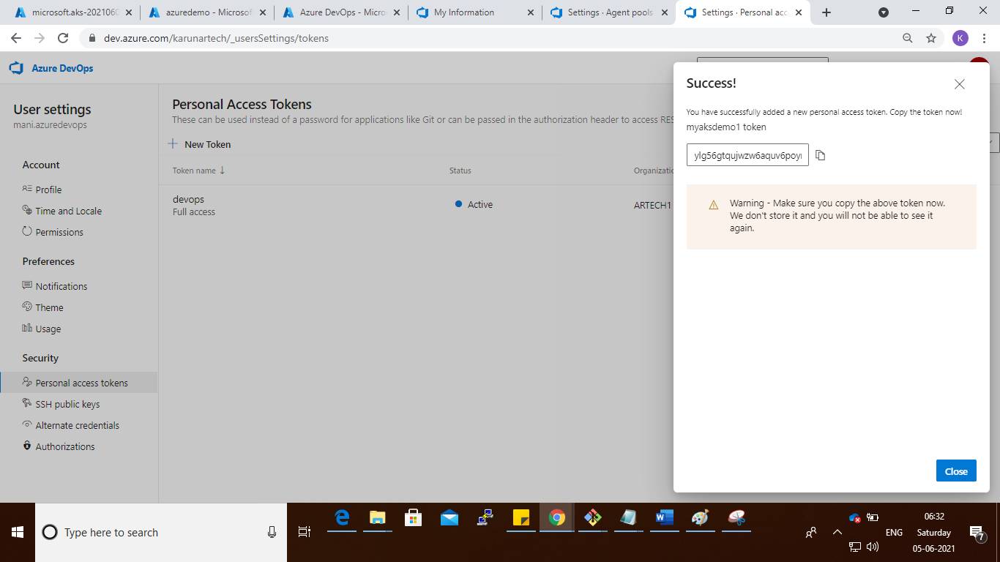 microsoft.aks-202106
azuredemo - Microsof
Azure DevOps - Micro
My Information
Settings · Agent pools
Settings · Personal acc
dev.azure.com/karunartech/_usersSettings/tokens
K
Azure DevOps
User settings
mani.azuredevops
Account
Profile
Time and Locale
Permissions
Preferences
Notifications
Theme
Usage
Security
Personal access tokens
SSH public keys
Alternate credentials
Authorizations
Personal Access Tokens
These can be used instead of a password for applications like Git or can be passed in the authorization header to access RES
New Token
Token name ↓
Status
Organizatio
devops
Full access
Active
ARTECH1
Success!
You have successfully added a new personal access token. Copy the token now!
myaksdemo1 token
ylg56gtqujwzw6aquv6poy
Warning - Make sure you copy the above token now.
We don't store it and you will not be able to see it
again.
Close
Type here to search
ENG
06:32
Saturday
05-06-2021
7